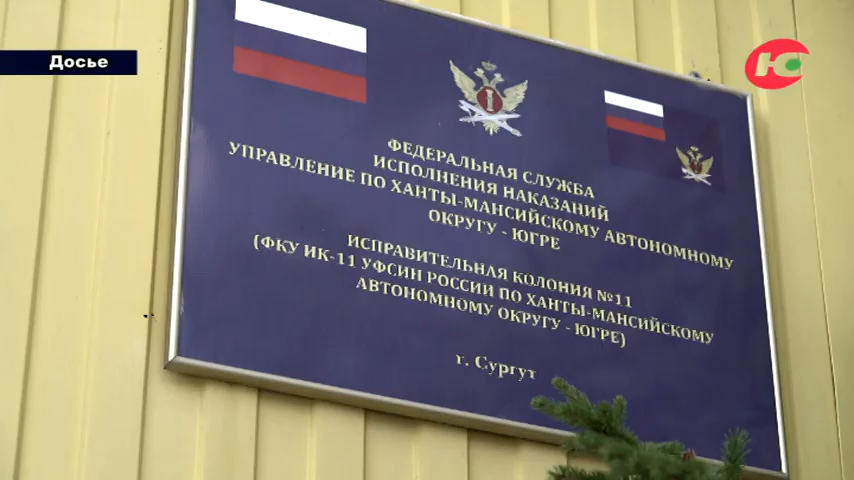 Досье
Ю
ФЕДЕРАЛЬНАЯ СЛУЖБА
ИСПОЛНЕНИЯ НАКАЗАНИЙ
УПРАВЛЕНИЕ ПО ХАНТЫ-МАНСИЙСКОМУ АВТОНОМНОМУ
ОКРУГУ - ЮГРЕ
ИСПРАВИТЕЛЬНАЯ КОЛОНИЯ №11
(ФКУ ИК-11 УФСИН РОССИИ ПО ХАНТЫ-МАНСИЙСКОМУ
АВТОНОМНОМУ ОКРУГУ - ЮГРЕ)
г. Сургут